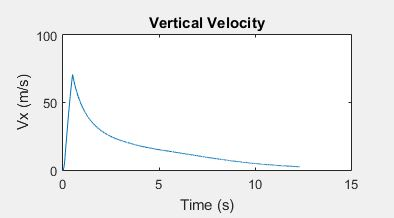 Vertical Velocity
100
50
0
Vx (m/s)
0 5 10 15
Time (s)